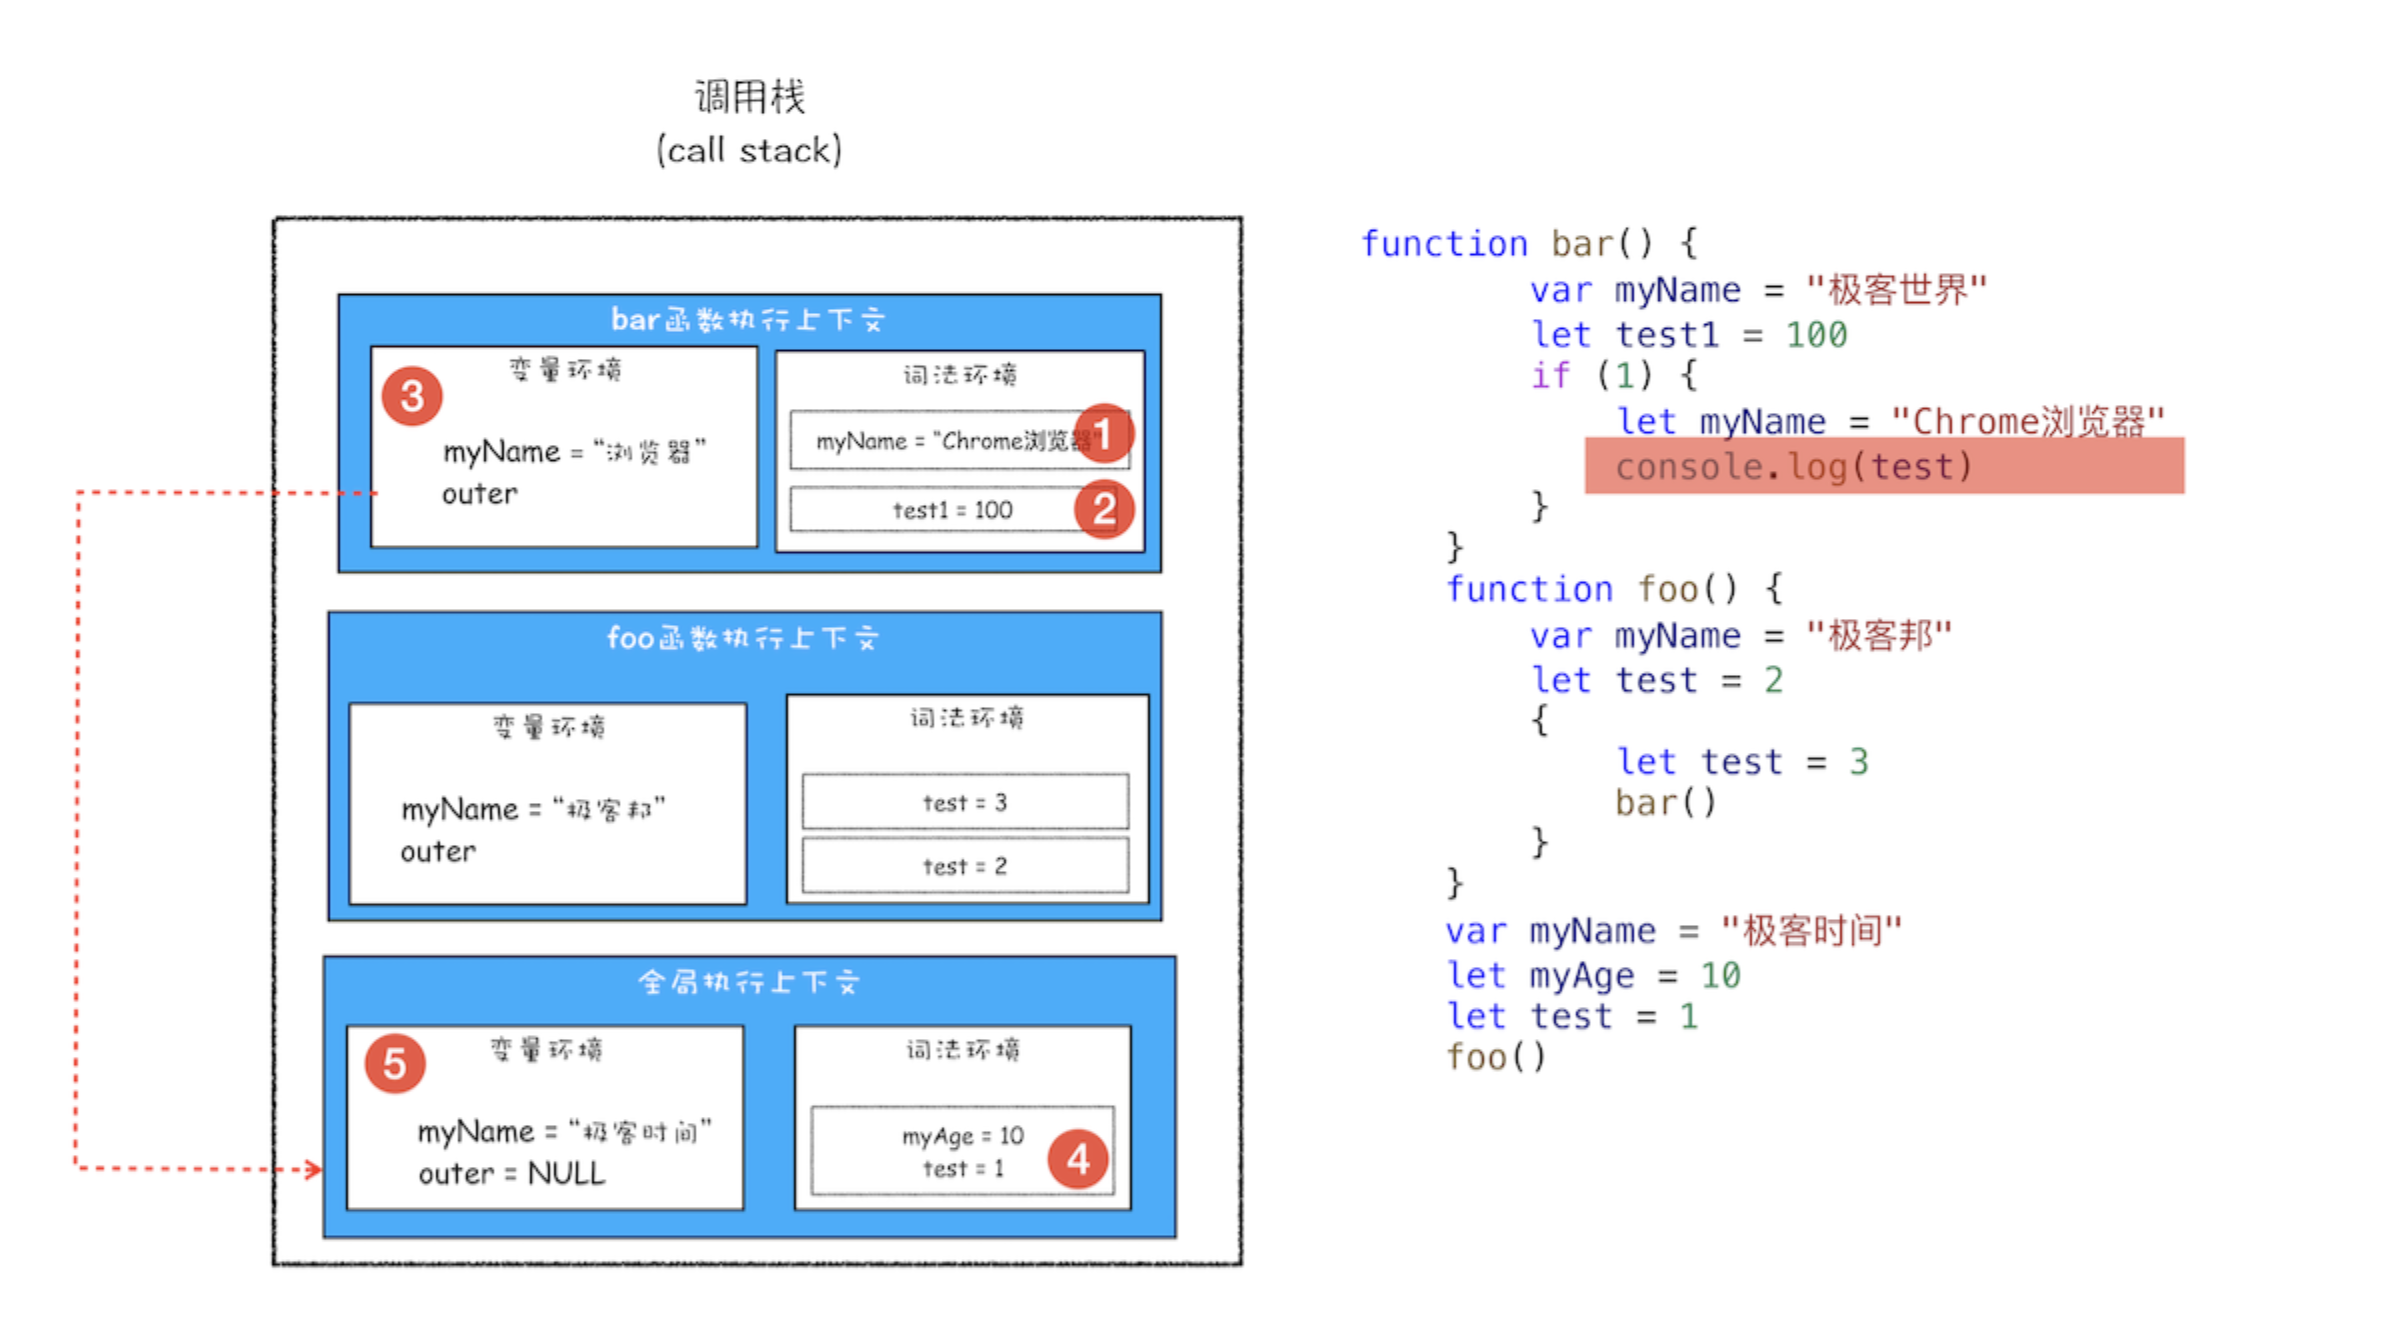 调用栈
(call stack)
bar函数执行上下文
变量环境
3
myName = “浏览器”
outer
词法环境
myName = “Chrome浏览器”
1
test1 = 100
2
foo函数执行上下文
变量环境
myName = “极客邦”
outer
词法环境
test = 3
test = 2
全局执行上下文
5
变量环境
myName = “极客时间”
outer = NULL
词法环境
myAge = 10
test = 1
4
function bar() {
var myName = "极客世界"
let test1 = 100
if (1) {
let myName = "Chrome浏览器"
console.log(test)
}
}
function foo() {
var myName = "极客邦"
let test = 2
{
let test = 3
bar()
}
}
var myName = "极客时间"
let myAge = 10
let test = 1
foo()